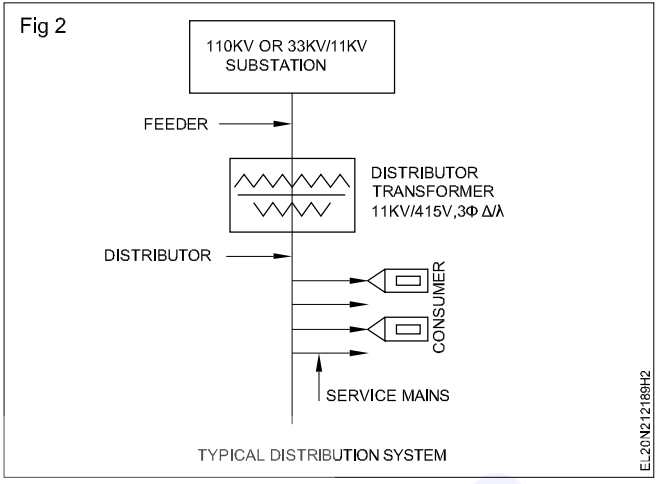 Fig 2
110KV OR 33KV/11KV
SUBSTATION
FEEDER
DISTRIBUTOR
TRANSFORMER
11KV/415V,3Φ Δ/λ
DISTRIBUTOR
CONSUMER
SERVICE MAINS
TYPICAL DISTRIBUTION SYSTEM
EL20N212189H2